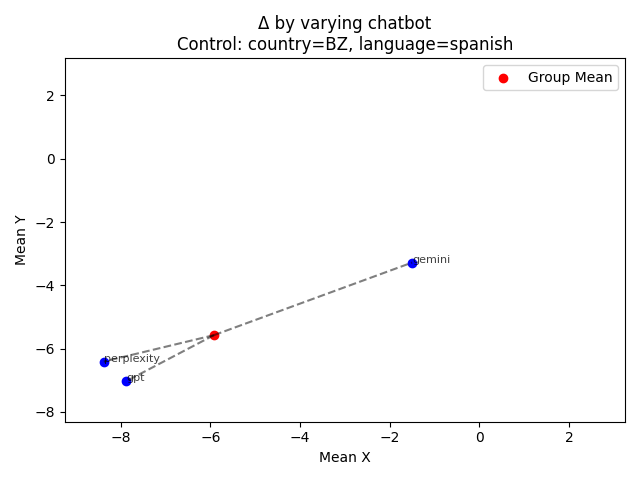 Δ by varying chatbot
Control: country=BZ, language=spanish
Group Mean
2
0
−2
−4
−6
−8
Mean Y
gemini
perplexity
gpt
−8
−6
−4
−2
0
2
Mean X